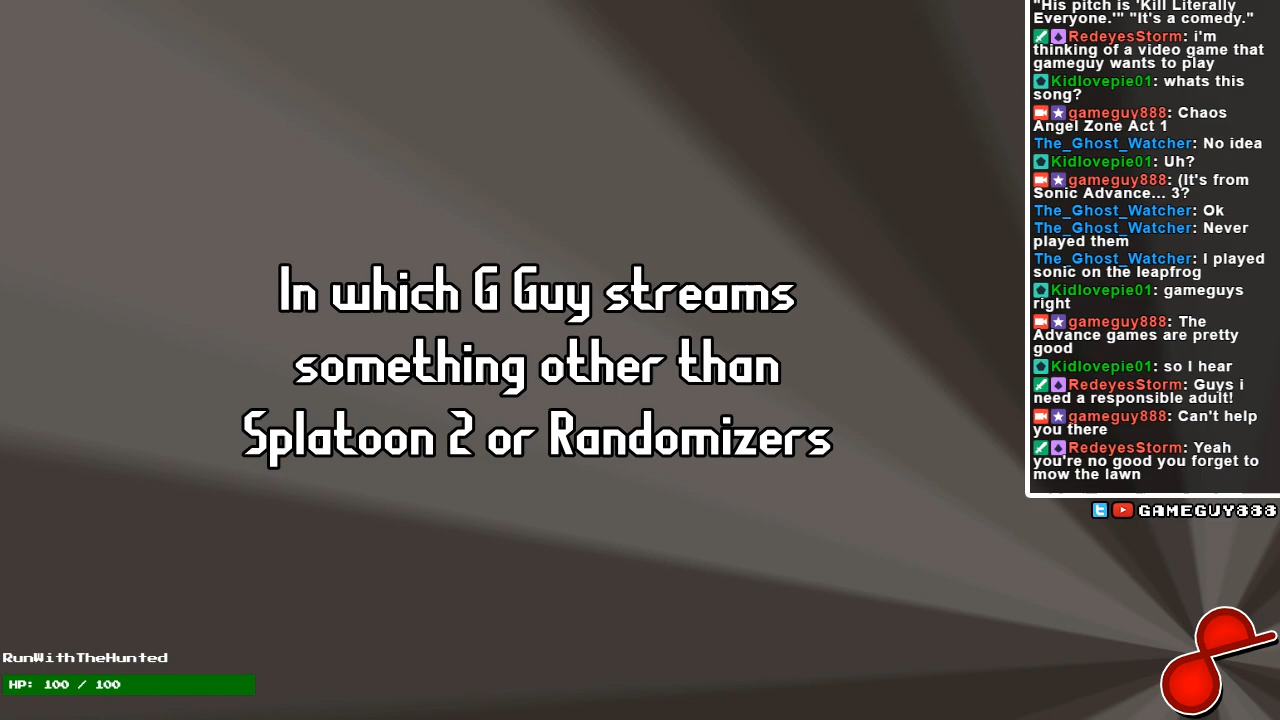 In which G Guy streams
something other than
Splatoon 2 or Randomizers
"His pitch is 'Kill Literally
Everyone.'" "It's a comedy."
RedeyesStorm: i'm
thinking of a video game that
gameguy wants to play
Kidlovepie01: whats this
song?
gameguy888: Chaos
Angel Zone Act 1
The_Ghost_Watcher: No idea
Kidlovepie01: Uh?
gameguy888: (It's from
Sonic Advance... 3?
The_Ghost_Watcher: Ok
The_Ghost_Watcher: Never
played them
The_Ghost_Watcher: I played
sonic on the leapfrog
Kidlovepie01: gameguys
right
gameguy888: The
Advance games are pretty
good
Kidlovepie01: so I hear
RedeyesStorm: Guys i
need a responsible adult!
gameguy888: Can't help
you there
RedeyesStorm: Yeah
you're no good you forget to
mow the lawn
GAMEGUY888
RunWithTheHunted
HP: 100 / 100